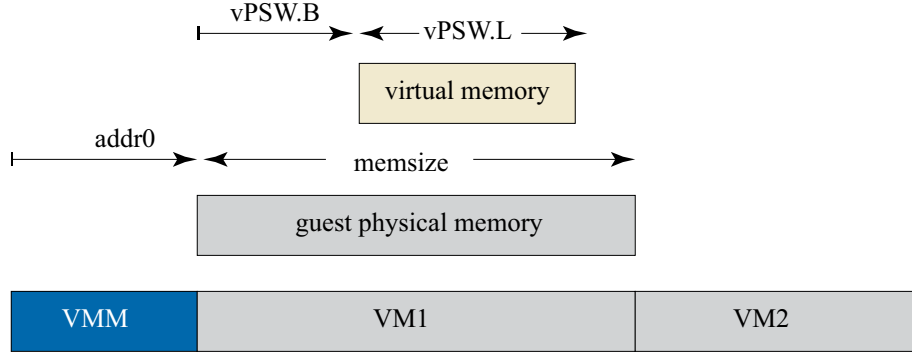 vPSW.B
vPSW.L
virtual memory
addr0
memsize
guest physical memory
VMM
VM1
VM2